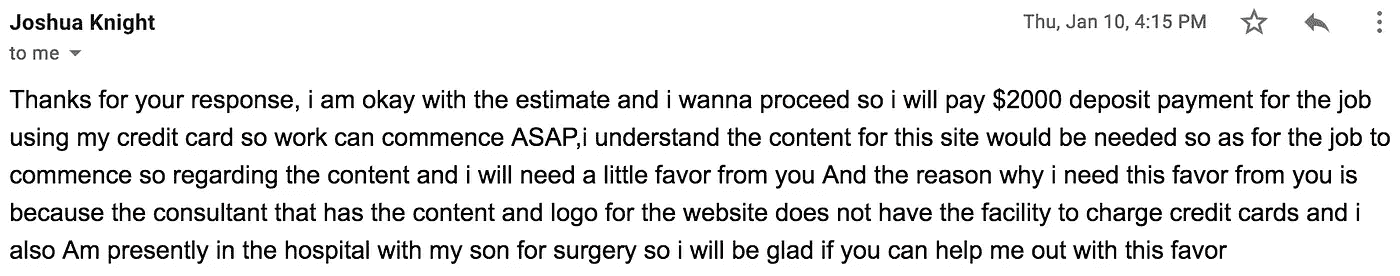 Joshua Knight
Thu, Jan 10, 4:15 PM
to me
Thanks for your response, i am okay with the estimate and i wanna proceed so i will pay $2000 deposit payment for the job
using my credit card so work can commence ASAP,i understand the content for this site would be needed so as for the job to
commence so regarding the content and i will need a little favor from you And the reason why i need this favor from you is
because the consultant that has the content and logo for the website does not have the facility to charge credit cards and i
also Am presently in the hospital with my son for surgery so i will be glad if you can help me out with this favor